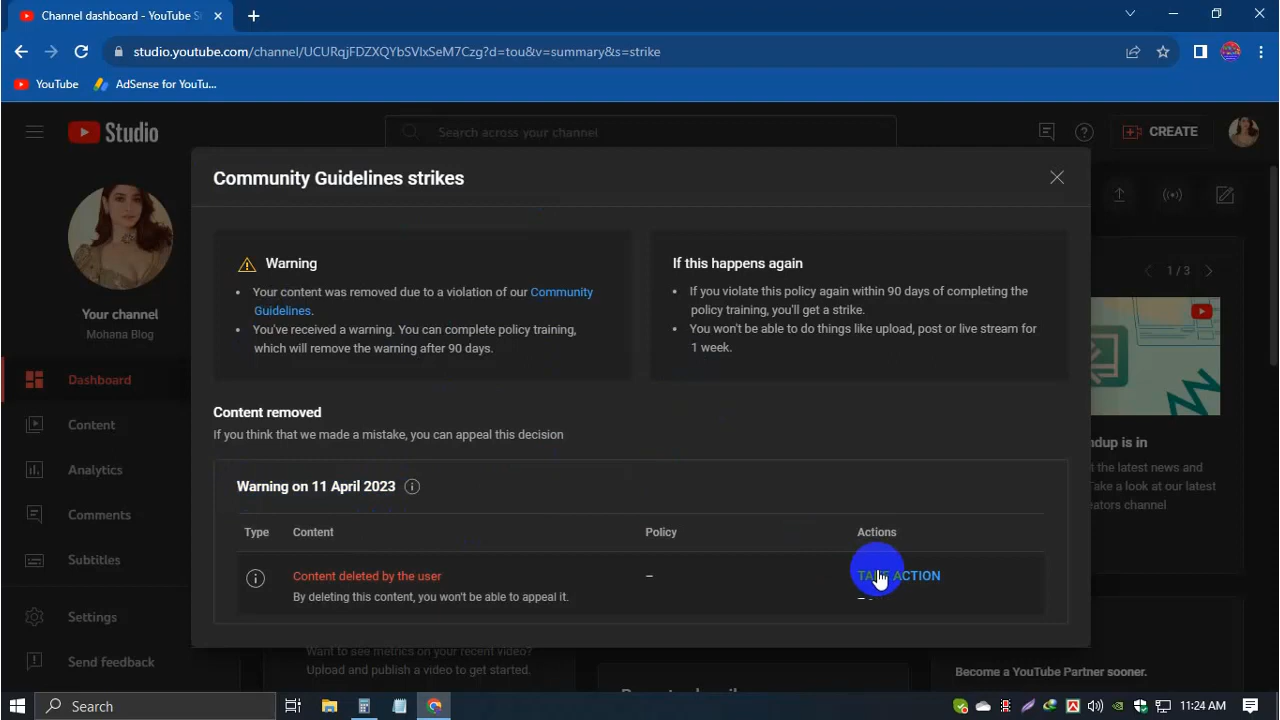 Channel dashboard - YouTube S
studio.youtube.com/channel/UCURqjFDZXQYbSVIxSeM7Czg?d=tou&v=summary&s=strike
YouTube
AdSense for YouTu...
Studio
Search across your channel
CREATE
Community Guidelines strikes
Warning
Your content was removed due to a violation of our Community
Guidelines.
You've received a warning. You can complete policy training,
which will remove the warning after 90 days.
If this happens again
If you violate this policy again within 90 days of completing the
policy training, you'll get a strike.
You won't be able to do things like upload, post or live stream for
1 week.
Your channel
Mohana Blog
Dashboard
Content
Analytics
Comments
Subtitles
Settings
Send feedback
Content removed
If you think that we made a mistake, you can appeal this decision
Warning on 11 April 2023
Type Content Policy Actions
Content deleted by the user – TAKE ACTION
By deleting this content, you won't be able to appeal it.
1 / 3
ndup is in
t the latest news and
Take a look at our latest
eators channel
Want to see metrics on your recent video?
Upload and publish a video to get started.
Become a YouTube Partner sooner.
Search
11:24 AM